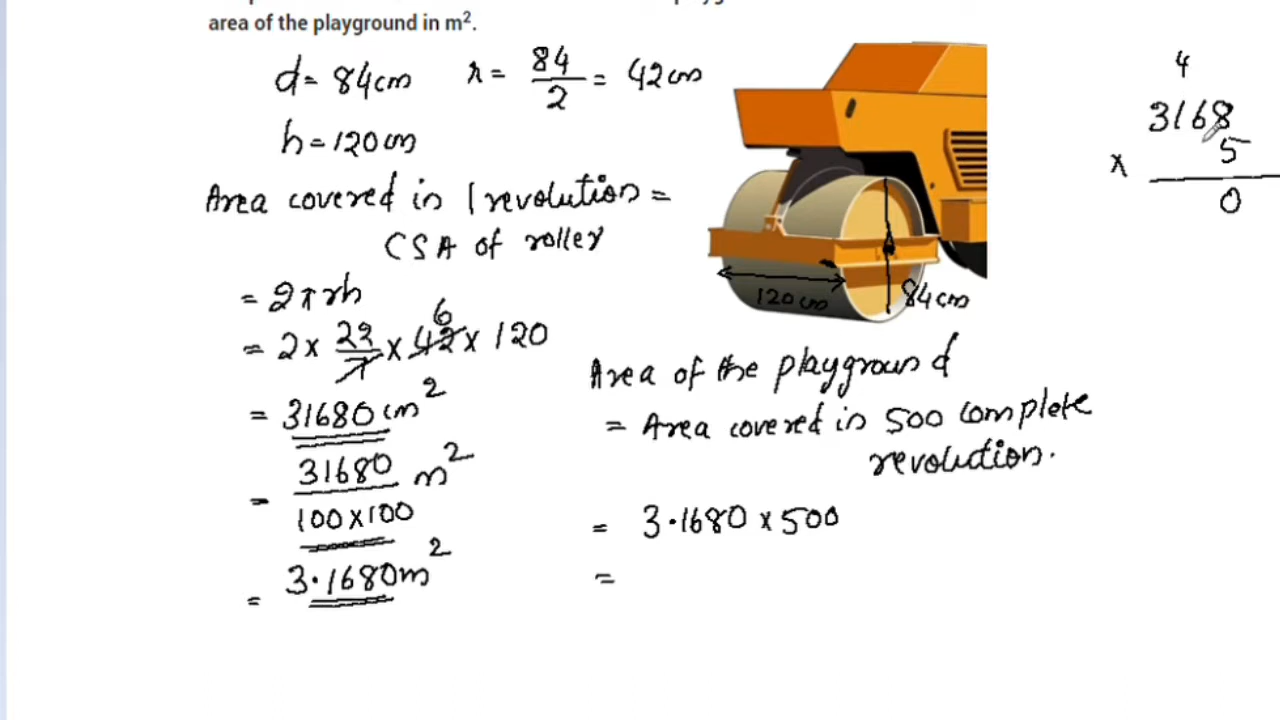 area of the playground in m².
d= 84cm r = 84/2 = 42cm
h=120cm
Area covered in 1 revolution =
CSA of roller
= 2πrh
= 2 × 22/7 × 42 6 × 120
= 31680 cm²
= 31680/100×100 m²
= 3.1680m²
120cm
84cm
Area of the playground
= Area covered in 500 complete
revolution.
= 3.1680 × 500
=
4
3168
× 5
0